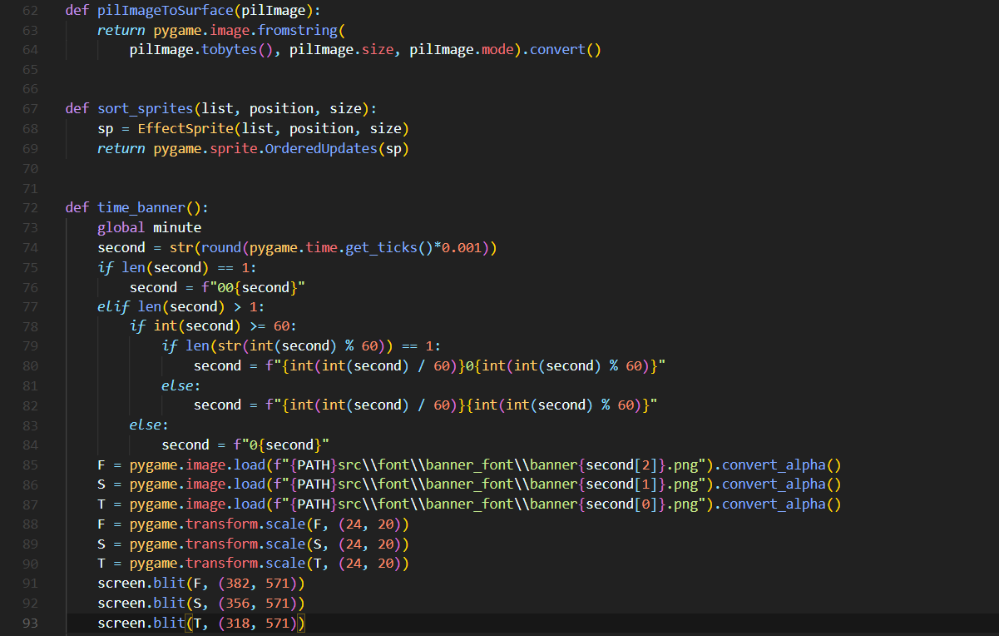 62 def pilImageToSurface(pilImage):
63     return pygame.image.fromstring(
64         pilImage.tobytes(), pilImage.size, pilImage.mode).convert()
65
66
67 def sort_sprites(list, position, size):
68     sp = EffectSprite(list, position, size)
69     return pygame.sprite.OrderedUpdates(sp)
70
71
72 def time_banner():
73     global minute
74     second = str(round(pygame.time.get_ticks()*0.001))
75     if len(second) == 1:
76         second = f"00{second}"
77     elif len(second) > 1:
78         if int(second) >= 60:
79             if len(str(int(second) % 60)) == 1:
80                 second = f"{int(int(second) / 60)}0{int(int(second) % 60)}"
81             else:
82                 second = f"{int(int(second) / 60)}{int(int(second) % 60)}"
83         else:
84             second = f"0{second}"
85     F = pygame.image.load(f"{PATH}src\\font\\banner_font\\banner{second[2]}.png").convert_alpha()
86     S = pygame.image.load(f"{PATH}src\\font\\banner_font\\banner{second[1]}.png").convert_alpha()
87     T = pygame.image.load(f"{PATH}src\\font\\banner_font\\banner{second[0]}.png").convert_alpha()
88     F = pygame.transform.scale(F, (24, 20))
89     S = pygame.transform.scale(S, (24, 20))
90     T = pygame.transform.scale(T, (24, 20))
91     screen.blit(F, (382, 571))
92     screen.blit(S, (356, 571))
93     screen.blit(T, (318, 571))